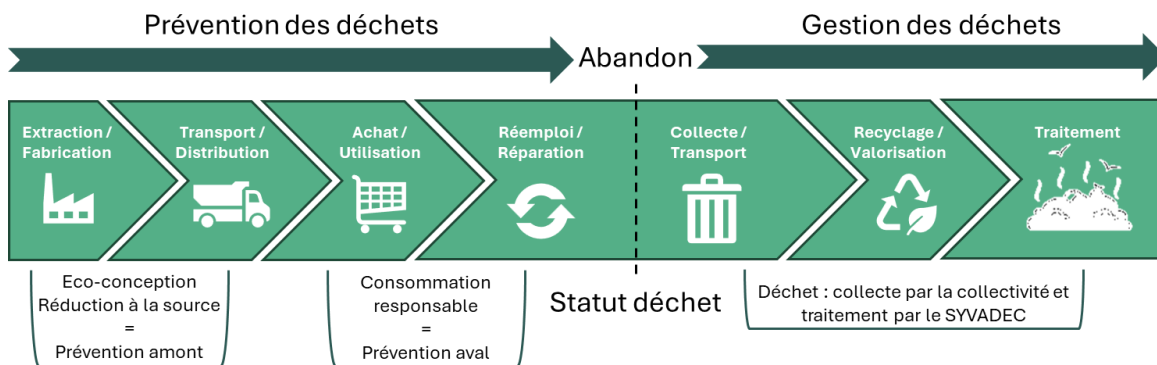 Prévention des déchets
Gestion des déchets
Abandon
Extraction /
Fabrication
Transport /
Distribution
Achat /
Utilisation
Réemploi /
Réparation
Collecte /
Transport
Recyclage /
Valorisation
Traitement
Eco-conception
Réduction à la source
=
Prévention amont
Consommation
responsable
=
Prévention aval
Statut déchet
Déchet : collecte par la collectivité et
traitement par le SYVADEC